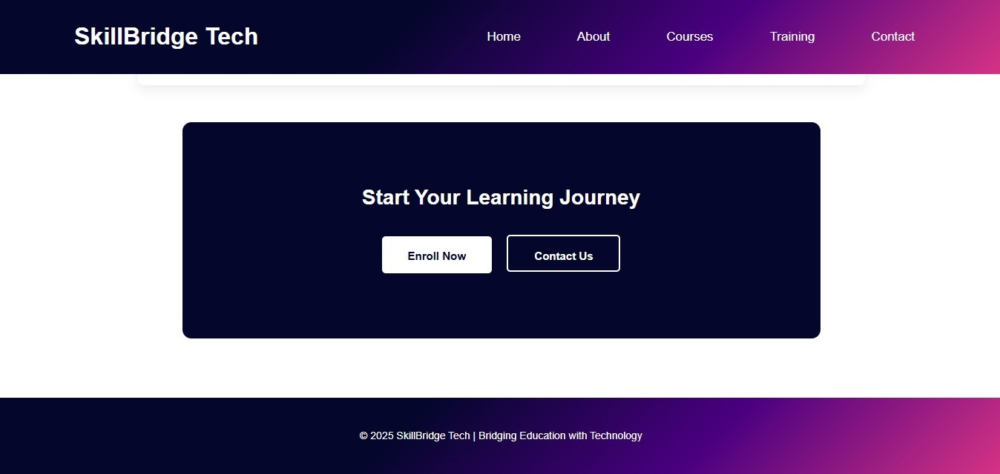 SkillBridge Tech
Home About Courses Training Contact
Start Your Learning Journey
Enroll Now Contact Us
© 2025 SkillBridge Tech | Bridging Education with Technology